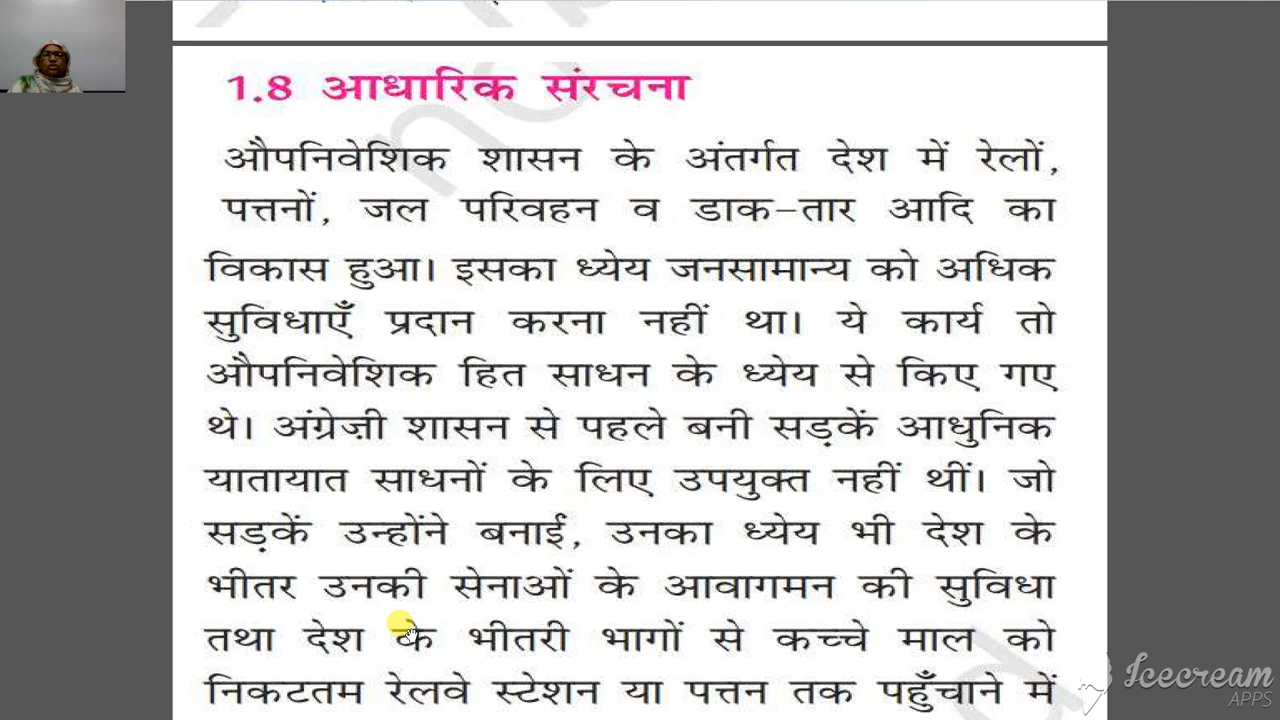 1.8 आधारिक संरचना
औपनिवेशिक शासन के अंतर्गत देश में रेलों,
पत्तनों, जल परिवहन व डाक–तार आदि का
विकास हुआ। इसका ध्येय जनसामान्य को अधिक
सुविधाएँ प्रदान करना नहीं था। ये कार्य तो
औपनिवेशिक हित साधन के ध्येय से किए गए
थे। अंग्रेज़ी शासन से पहले बनी सड़कें आधुनिक
यातायात साधनों के लिए उपयुक्त नहीं थीं। जो
सड़कें उन्होंने बनाईं, उनका ध्येय भी देश के
भीतर उनकी सेनाओं के आवागमन की सुविधा
तथा देश के भीतरी भागों से कच्चे माल को
निकटतम रेलवे स्टेशन या पत्तन तक पहुँचाने में
Icecream
APPS